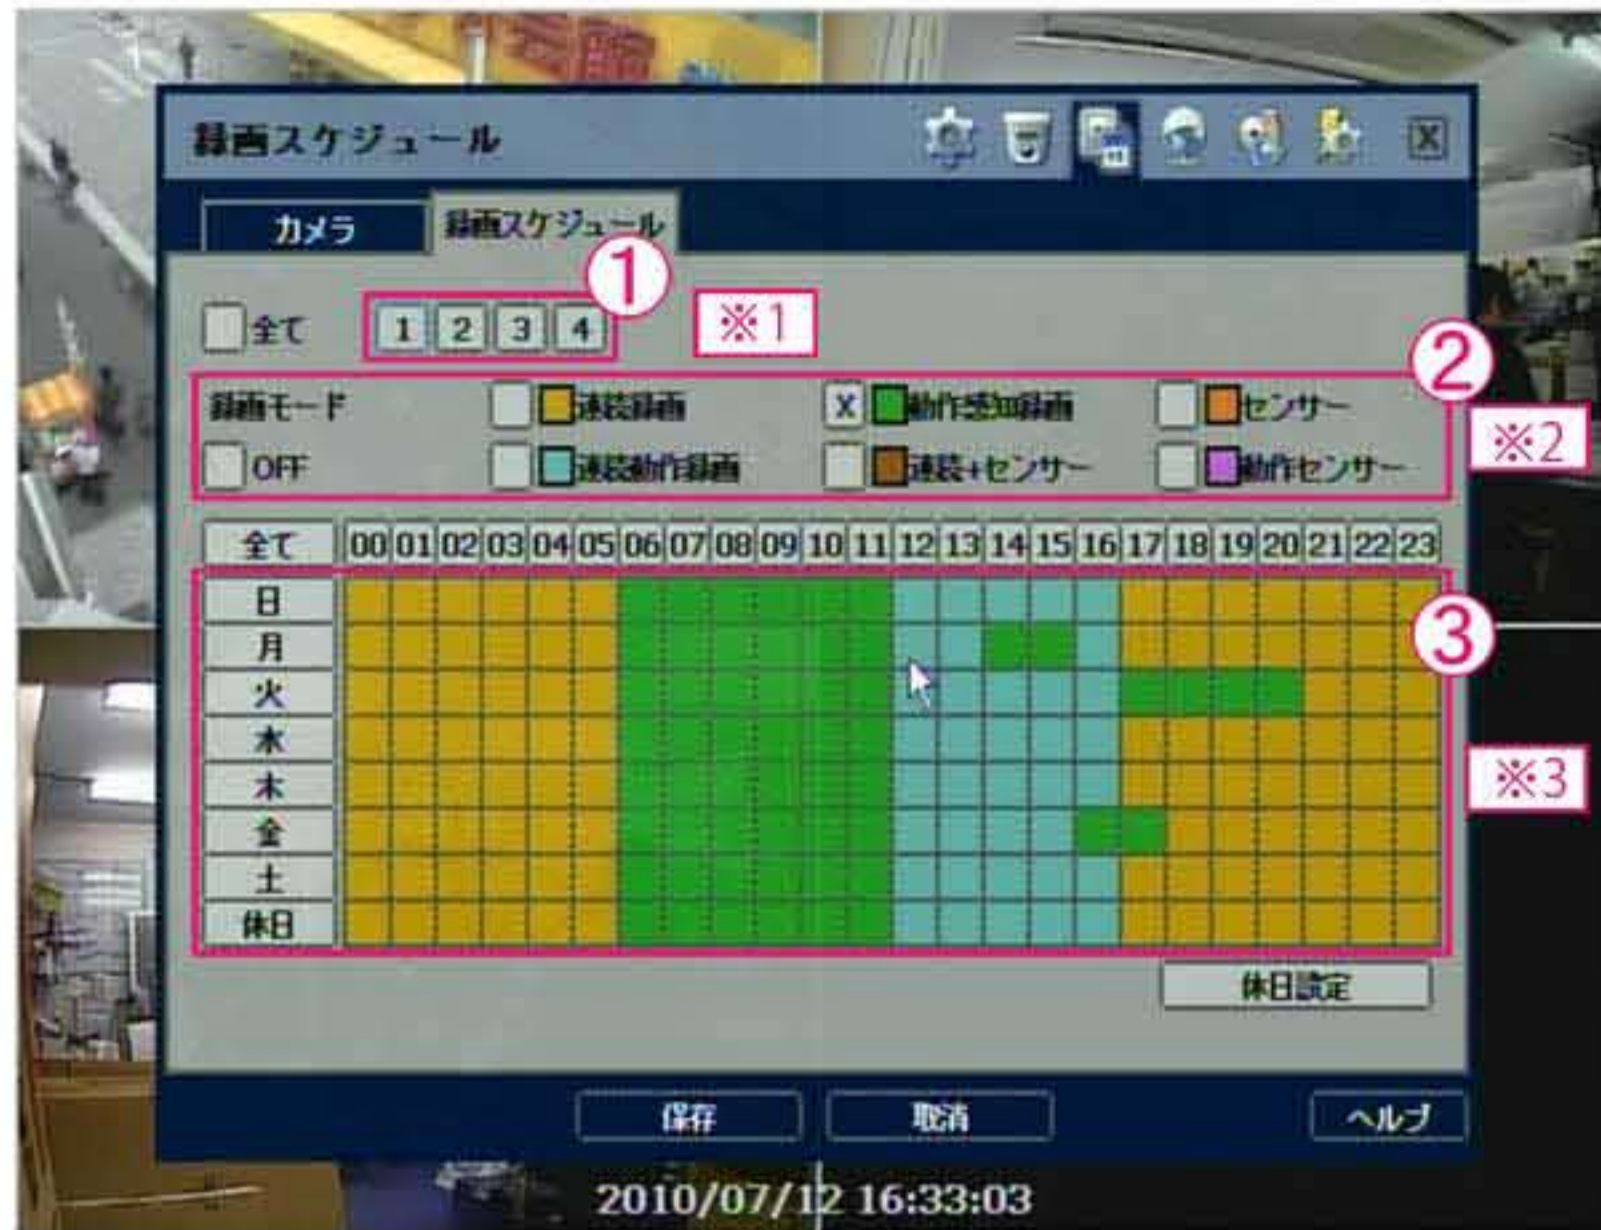 録画スケジュール X
カメラ 録画スケジュール
①
全て 1 2 3 4 ※1
②
録画モード 連装録画 X 動作感知録画 センサー
※2
OFF 連装動作録画 連装+センサー 動作センサー
全て 00 01 02 03 04 05 06 07 08 09 10 11 12 13 14 15 16 17 18 19 20 21 22 23
日
月
③
火
水
木
※3
金
土
休日
休日設定
保存 取消 ヘルプ
2010/07/12 16:33:03